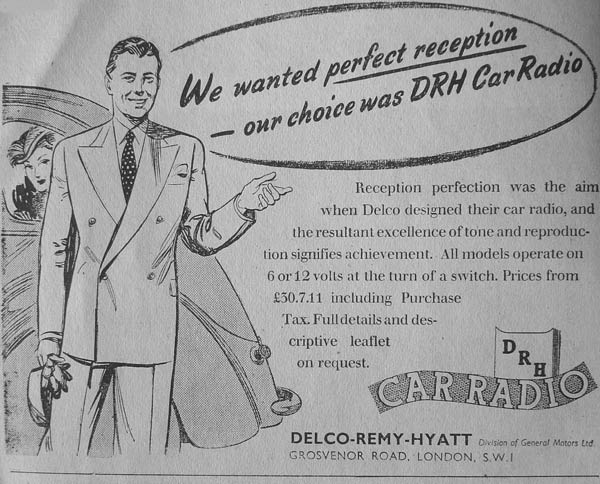 We wanted perfect reception
— our choice was DRH Car Radio
Reception perfection was the aim
when Delco designed their car radio, and
the resultant excellence of tone and reproduc-
tion signifies achievement. All models operate on
6 or 12 volts at the turn of a switch. Prices from
£30.7.11 including Purchase
Tax. Full details and des-
criptive leaflet
on request.
DRH
CAR RADIO
DELCO-REMY-HYATT Division of General Motors Ltd.
GROSVENOR ROAD, LONDON, S.W.1